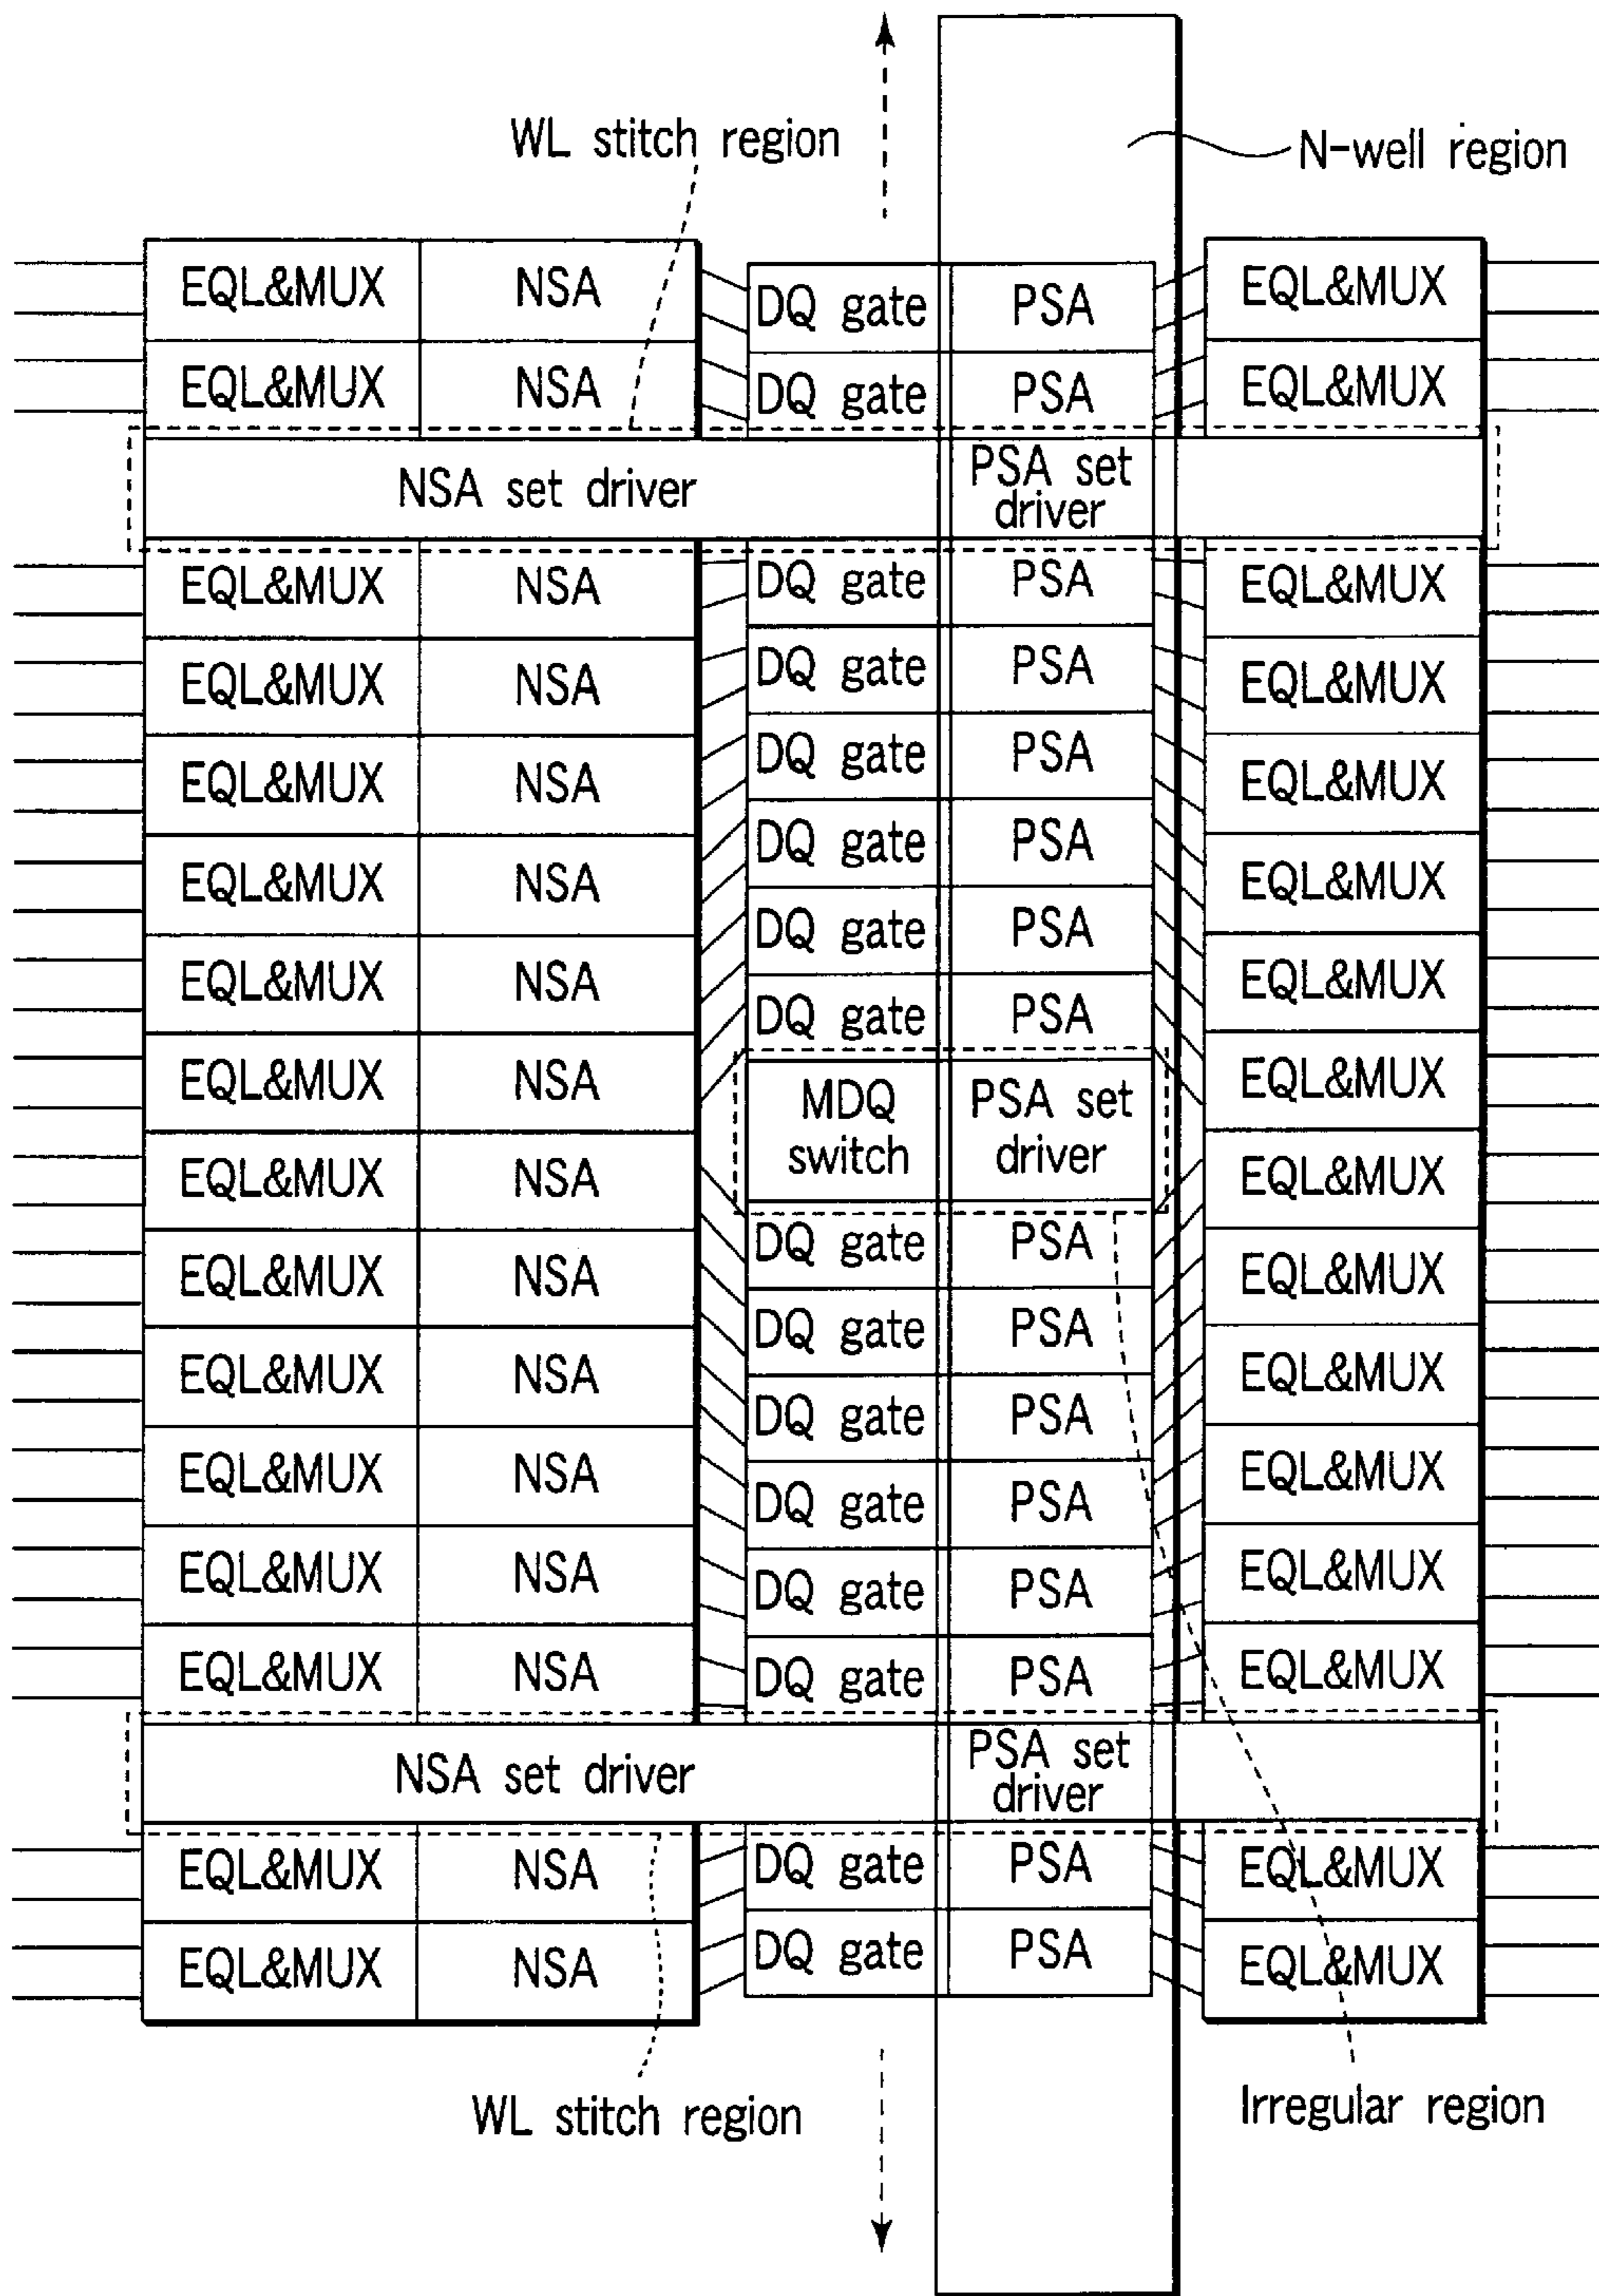 WL stitch region
N-well region
EQL&MUX NSA DQ gate PSA EQL&MUX
EQL&MUX NSA DQ gate PSA EQL&MUX
NSA set driver
PSA set
driver
EQL&MUX NSA DQ gate PSA EQL&MUX
EQL&MUX NSA DQ gate PSA EQL&MUX
EQL&MUX NSA DQ gate PSA EQL&MUX
EQL&MUX NSA DQ gate PSA EQL&MUX
EQL&MUX NSA DQ gate PSA EQL&MUX
EQL&MUX NSA DQ gate PSA EQL&MUX
MDQ
switch
PSA set
driver
EQL&MUX NSA DQ gate PSA EQL&MUX
EQL&MUX NSA DQ gate PSA EQL&MUX
EQL&MUX NSA DQ gate PSA EQL&MUX
EQL&MUX NSA DQ gate PSA EQL&MUX
EQL&MUX NSA DQ gate PSA EQL&MUX
EQL&MUX NSA DQ gate PSA EQL&MUX
NSA set driver
PSA set
driver
EQL&MUX NSA DQ gate PSA EQL&MUX
EQL&MUX NSA DQ gate PSA EQL&MUX
WL stitch region
Irregular region